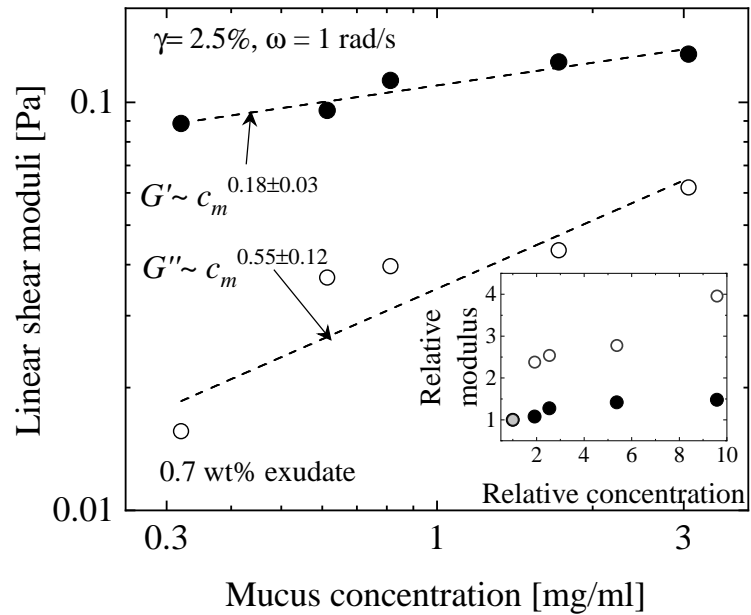 γ= 2.5%, ω = 1 rad/s
0.1
G'~ c_m^0.18±0.03
G''~ c_m^0.55±0.12
0.7 wt% exudate
0.01
0.3 1 3
Linear shear moduli [Pa]
Mucus concentration [mg/ml]
4
3
2
1
2 4 6 8 10
Relative
modulus
Relative concentration